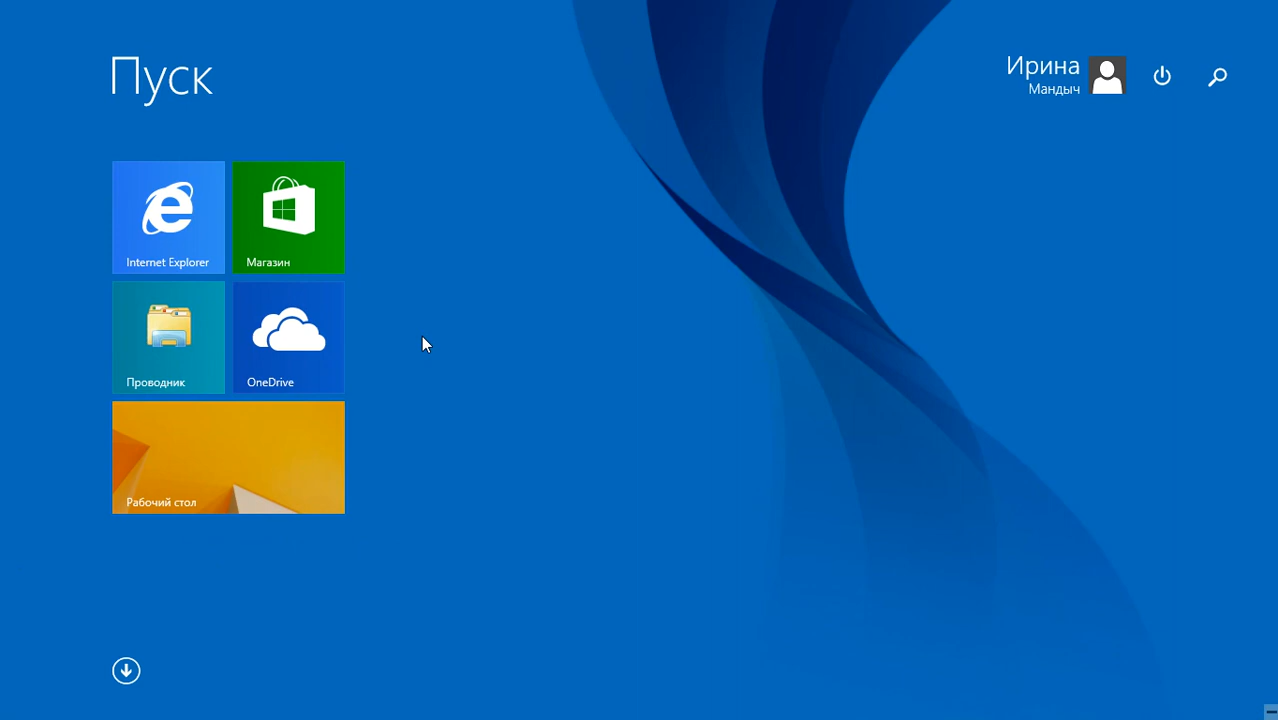 Пуск
Ирина
Мандыч
Internet Explorer
Магазин
Проводник
OneDrive
Рабочий стол